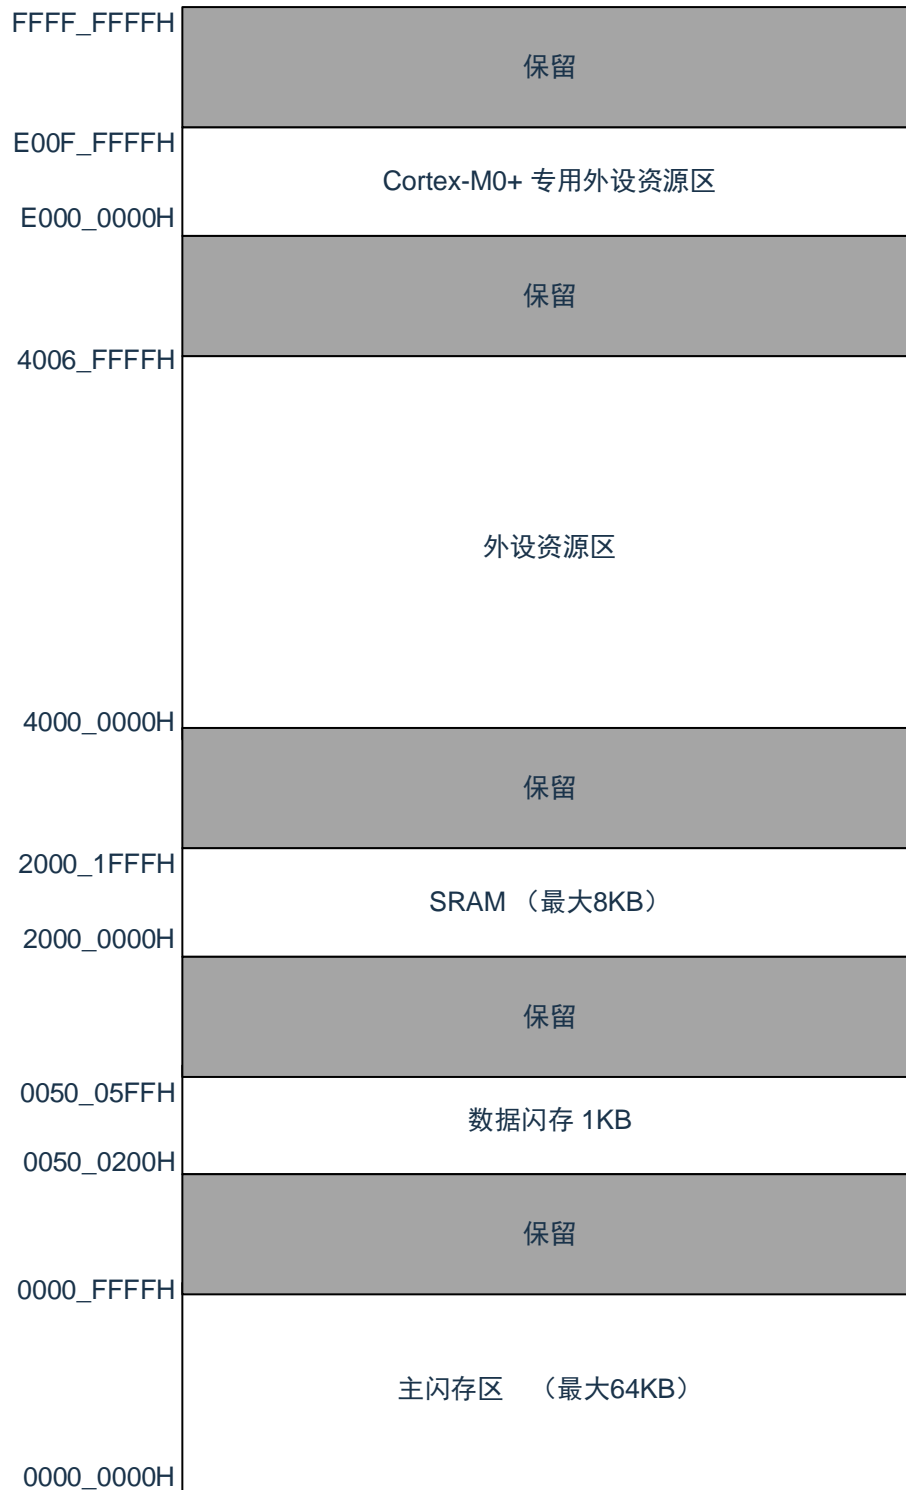 FFFF_FFFFH
保留
E00F_FFFFH
Cortex-M0+ 专用外设资源区
E000_0000H
保留
4006_FFFFH
外设资源区
4000_0000H
保留
2000_1FFFH
SRAM （最大8KB）
2000_0000H
保留
0050_05FFH
数据闪存 1KB
0050_0200H
保留
0000_FFFFH
主闪存区 （最大64KB）
0000_0000H